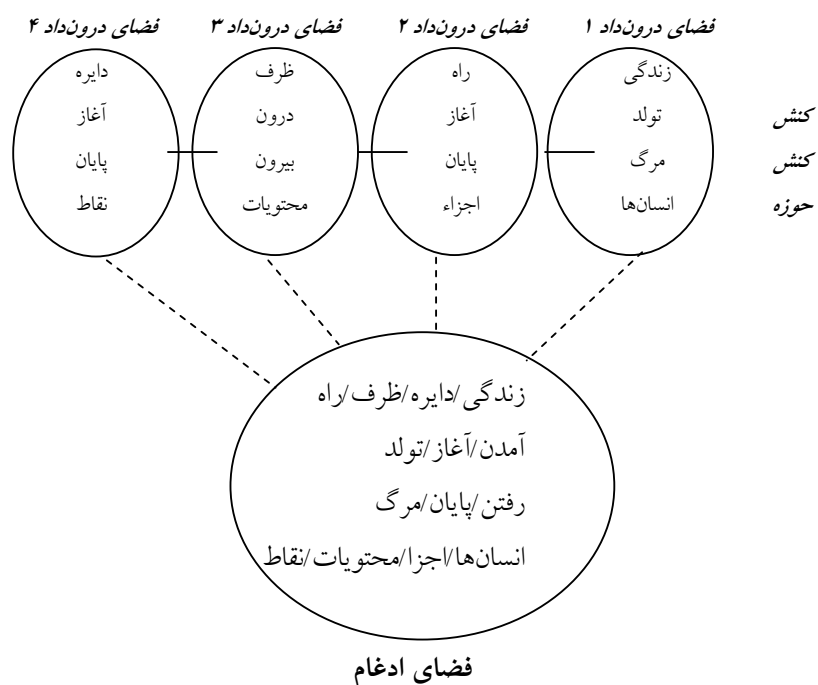 فضای درون‌داد ۱ فضای درون‌داد ۲ فضای درون‌داد ۳ فضای درون‌داد ۴
زندگی راه ظرف دایره
کنش تولد آغاز درون آغاز
کنش مرگ پایان بیرون پایان
حوزه انسان‌ها اجزاء محتویات نقاط
زندگی/دایره/ظرف/راه
آمدن/آغاز/تولد
رفتن/پایان/مرگ
انسان‌ها/اجزا/محتویات/نقاط
فضای ادغام